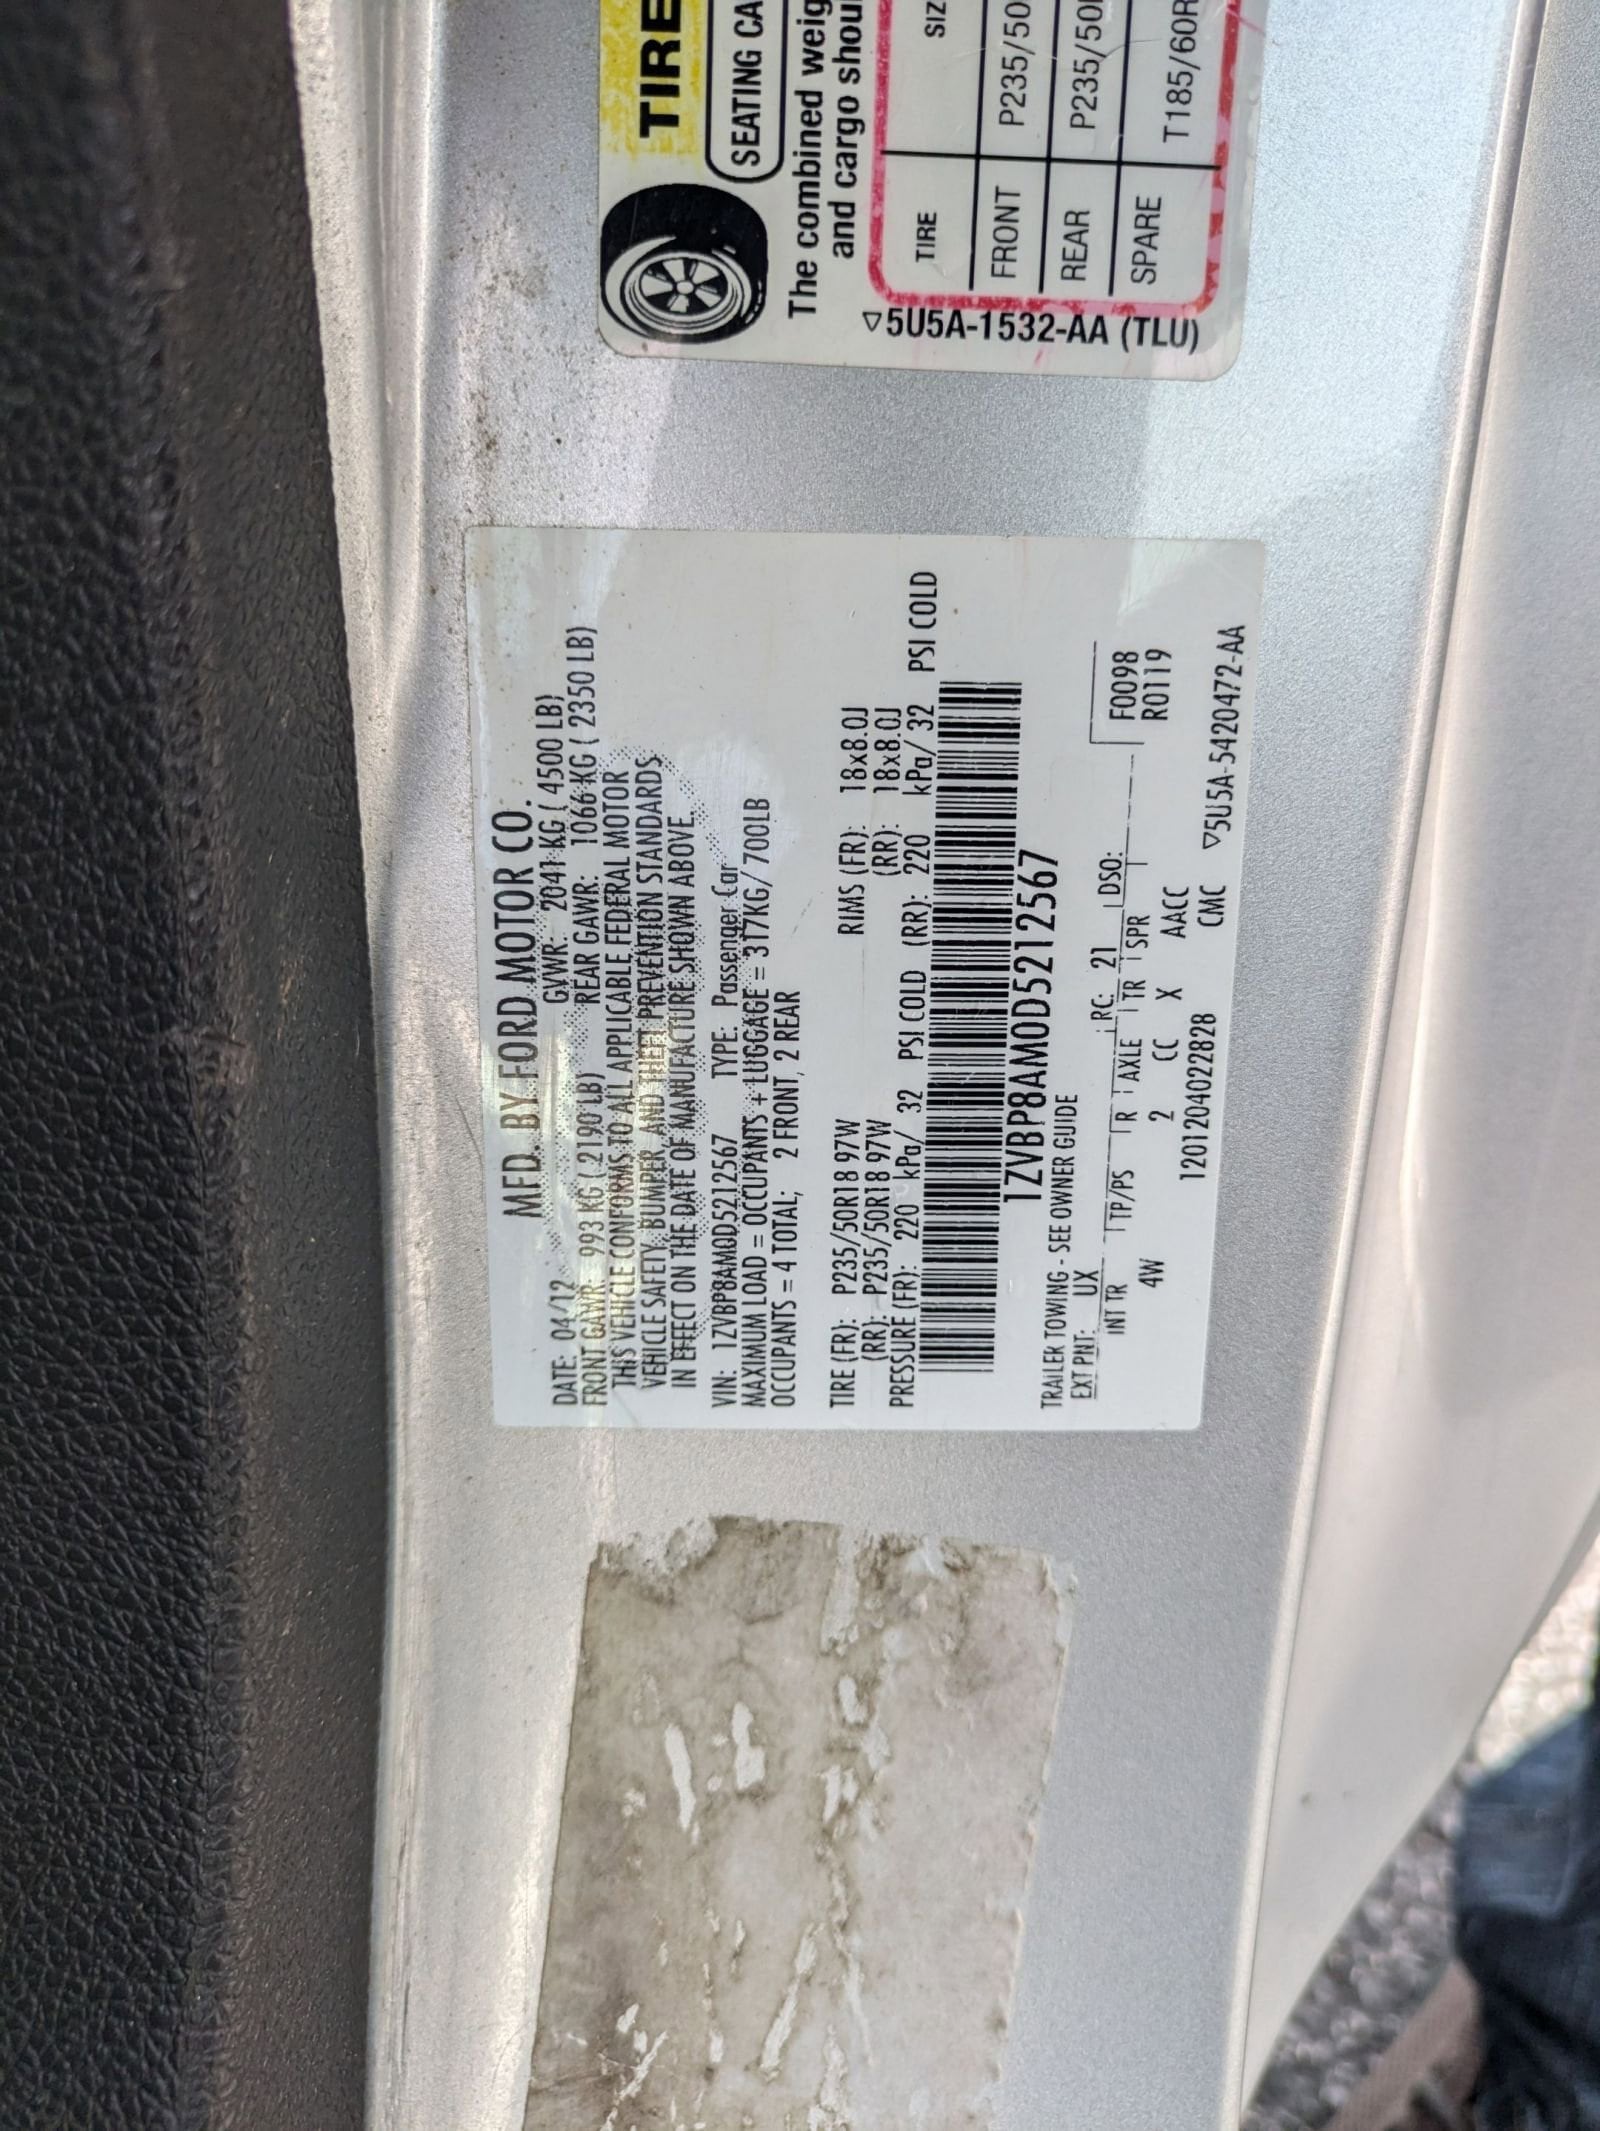 MFD. BY FORD MOTOR CO.
DATE: 04/12 GVWR: 2041 KG ( 4500 LB)
FRONT GAWR: 993 KG ( 2190 LB) REAR GAWR: 1066 KG ( 2350 LB)
THIS VEHICLE CONFORMS TO ALL APPLICABLE FEDERAL MOTOR
VEHICLE SAFETY, BUMPER, AND THEFT PREVENTION STANDARDS
IN EFFECT ON THE DATE OF MANUFACTURE SHOWN ABOVE.
VIN: 1ZVBP8AM0D5212567 TYPE: Passenger Car
MAXIMUM LOAD = OCCUPANTS + LUGGAGE = 317KG/ 700LB
OCCUPANTS = 4 TOTAL; 2 FRONT, 2 REAR
TIRE (FR): P235/50R18 97W RIMS (FR): 18x8.0J
(RR): P235/50R18 97W (RR): 18x8.0J
PRESSURE (FR): 220 kPa/ 32 PSI COLD (RR): 220 kPa/ 32 PSI COLD
1ZVBP8AM0D5212567
TRAILER TOWING - SEE OWNER GUIDE
EXT PNT: UX RC: 21 DSO:
INT TR TP/PS R AXLE TR SPR F0098
4W 2 CC X AACC R0119
1201204022828 CMC ▽5U5A-5420472-AA
TIRE
SEATING CA
The combined weig
and cargo shou
TIRE SIZ
FRONT P235/50
REAR P235/50
SPARE T185/60R
▽5U5A-1532-AA (TLU)